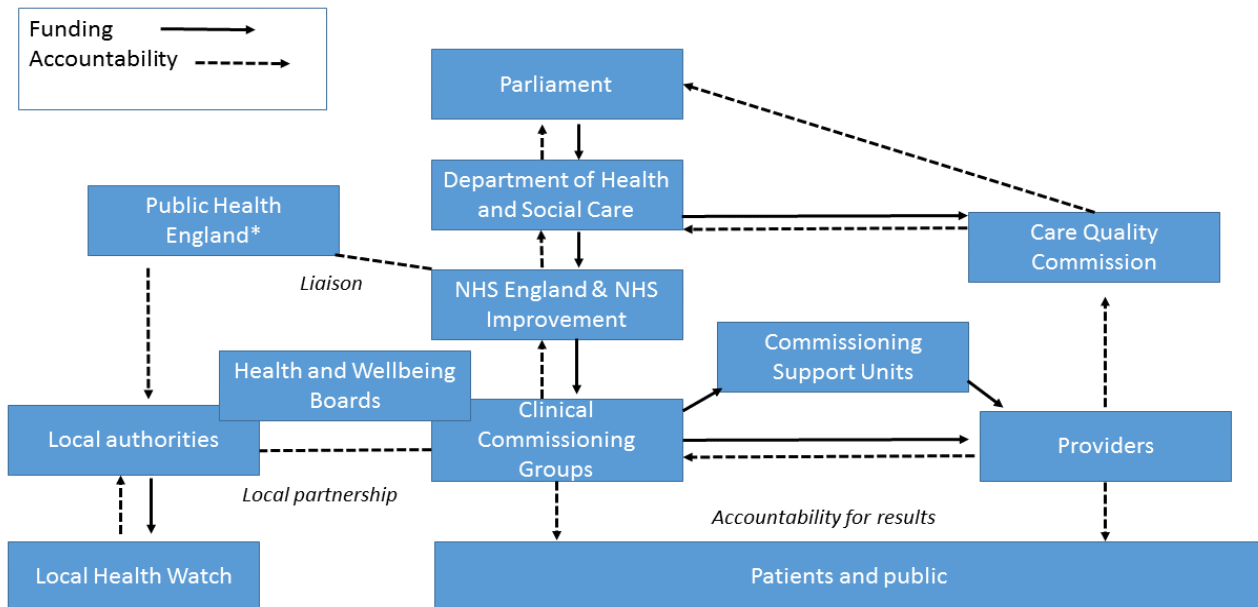 Funding
Accountability
Parliament
Department of Health
and Social Care
Public Health
England*
Care Quality
Commission
Liaison
NHS England & NHS
Improvement
Commissioning
Support Units
Health and Wellbeing
Boards
Clinical
Commissioning
Groups
Local authorities
Providers
Local partnership
Accountability for results
Local Health Watch
Patients and public